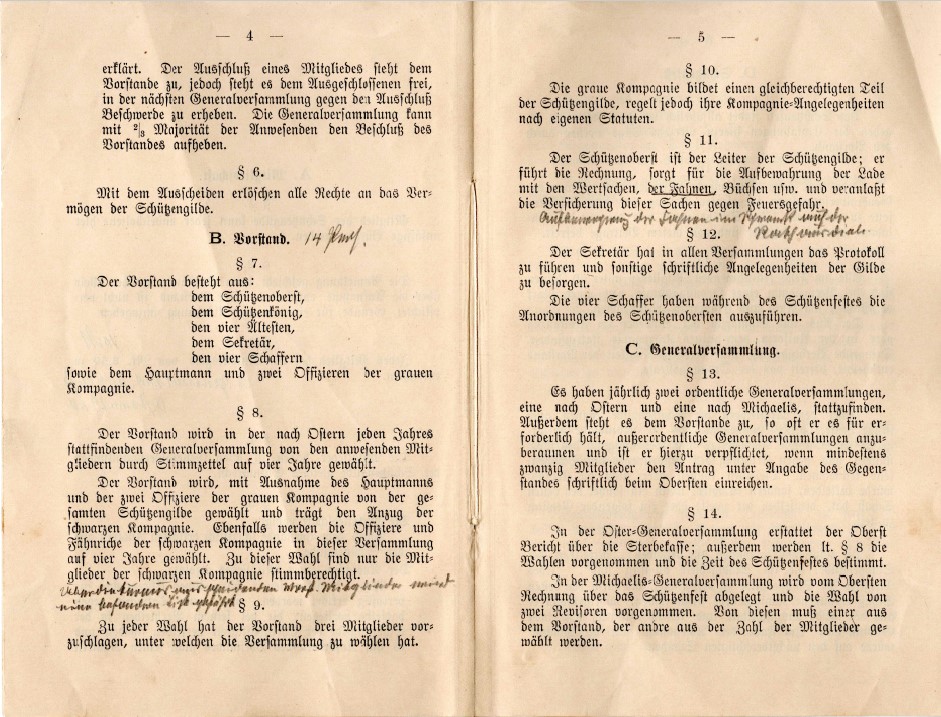 — 4 —
erklärt. Der Ausschluß eines Mitgliedes steht dem
Vorstande zu, jedoch steht es dem Ausgeschlossenen frei,
in der nächsten Generalversammlung gegen den Ausschluß
Beschwerde zu erheben. Die Generalversammlung kann
mit 2/3 Majorität der Anwesenden den Beschluß des
Vorstandes aufheben.
§ 6.
Mit dem Ausscheiden erlöschen alle Rechte an das Ver-
mögen der Schützengilde.
B. Vorstand. 14
§ 7.
Der Vorstand besteht aus:
dem Schützenoberst,
dem Schützenkönig,
den vier Ältesten,
dem Sekretär,
den vier Schaffern
sowie dem Hauptmann und zwei Offizieren der grauen
Kompagnie.
§ 8.
Der Vorstand wird in der nach Ostern jeden Jahres
stattfindenden Generalversammlung von den anwesenden Mit-
gliedern durch Stimmzettel auf vier Jahre gewählt.
Der Vorstand wird, mit Ausnahme des Hauptmanns
und der zwei Offiziere der grauen Kompagnie von der ge-
samten Schützengilde gewählt und trägt den Anzug der
schwarzen Kompagnie. Ebenfalls werden die Offiziere und
Fähnriche der schwarzen Kompagnie in dieser Versammlung
auf vier Jahre gewählt. Zu dieser Wahl sind nur die Mit-
glieder der schwarzen Kompagnie stimmberechtigt.
Über die ausscheidenden Mitglieder wird
eine besondere Liste geführt
§ 9.
Zu jeder Wahl hat der Vorstand drei Mitglieder vor-
zuschlagen, unter welchen die Versammlung zu wählen hat.
— 5 —
§ 10.
Die graue Kompagnie bildet einen gleichberechtigten Teil
der Schützengilde, regelt jedoch ihre Kompagnie-Angelegenheiten
nach eigenen Statuten.
§ 11.
Der Schützenoberst ist der Leiter der Schützengilde; er
führt die Rechnung, sorgt für die Aufbewahrung der Lade
mit den Wertsachen, der Fahnen, Büchsen usw. und veranlaßt
die Versicherung dieser Sachen gegen Feuersgefahr.
der Fahnen im Schrank auf der
Rathausdiele
§ 12.
Der Sekretär hat in allen Versammlungen das Protokoll
zu führen und sonstige schriftliche Angelegenheiten der Gilde
zu besorgen.
Die vier Schaffer haben während des Schützenfestes die
Anordnungen des Schützenobersten auszuführen.
C. Generalversammlung.
§ 13.
Es haben jährlich zwei ordentliche Generalversammlungen,
eine nach Ostern und eine nach Michaelis, stattzufinden.
Außerdem steht es dem Vorstande zu, so oft er es für er-
forderlich hält, außerordentliche Generalversammlungen anzu-
beraumen und ist er hierzu verpflichtet, wenn mindestens
zwanzig Mitglieder den Antrag unter Angabe des Gegen-
standes schriftlich beim Obersten einreichen.
§ 14.
In der Oster-Generalversammlung erstattet der Oberst
Bericht über die Sterbekasse; außerdem werden lt. § 8 die
Wahlen vorgenommen und die Zeit des Schützenfestes bestimmt.
In der Michaelis-Generalversammlung wird vom Obersten
Rechnung über das Schützenfest abgelegt und die Wahl von
zwei Revisoren vorgenommen. Von diesen muß einer aus
dem Vorstand, der andre aus der Zahl der Mitglieder ge-
wählt werden.